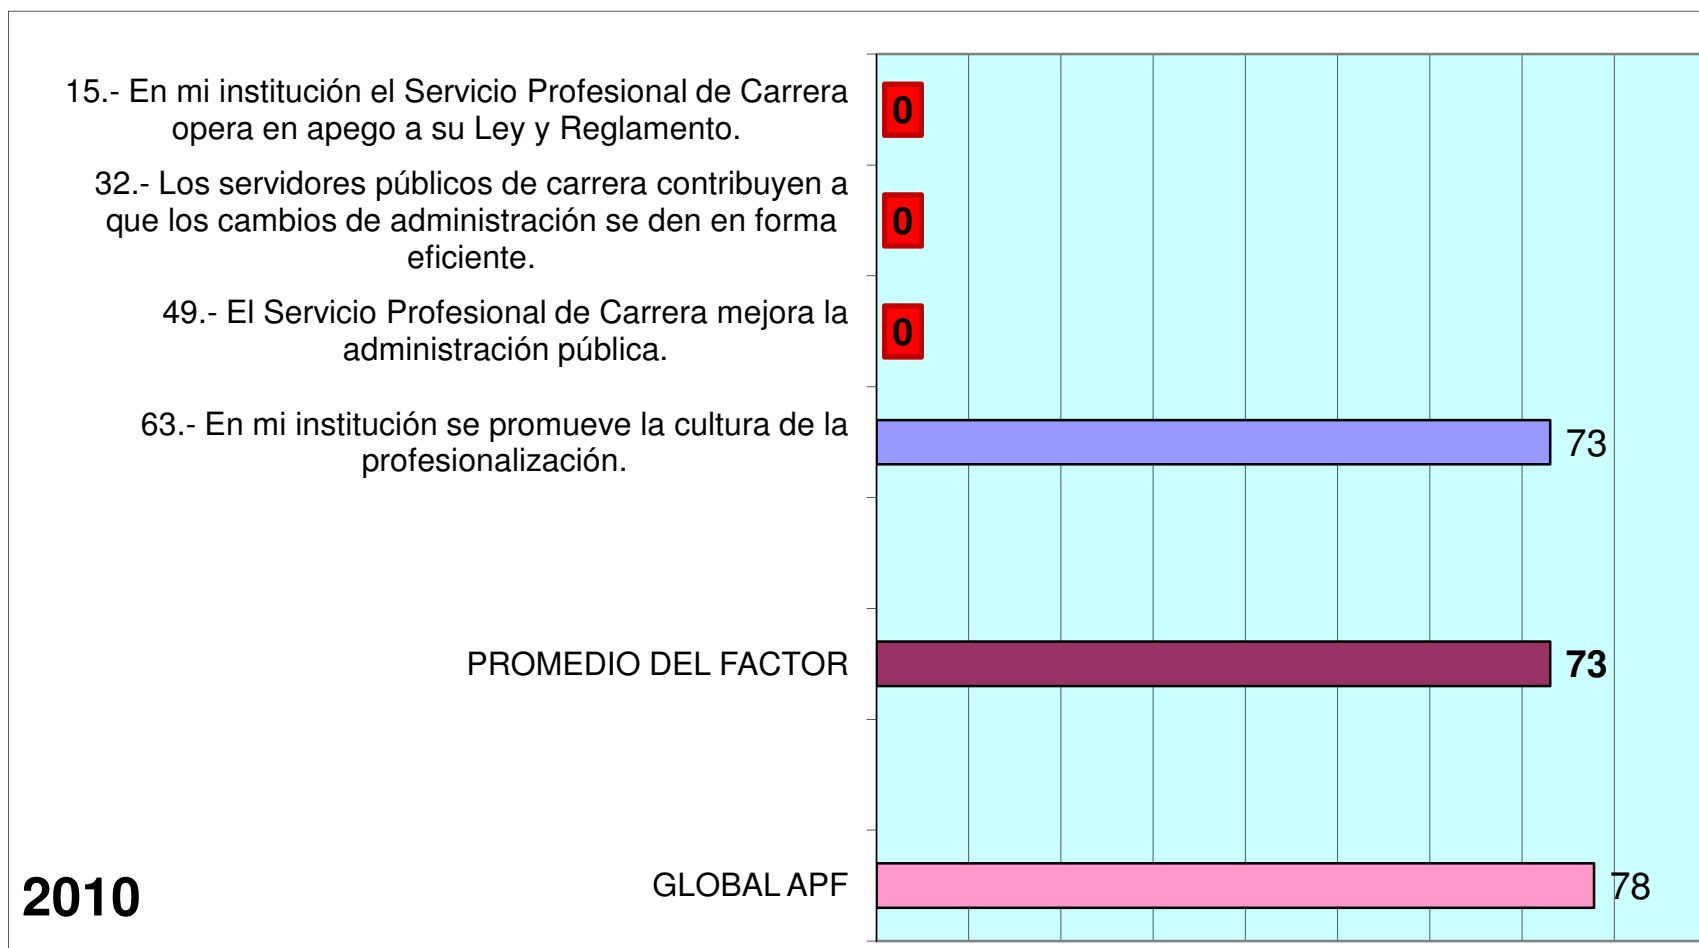 15.- En mi institución el Servicio Profesional de Carrera
opera en apego a su Ley y Reglamento.
0
32.- Los servidores públicos de carrera contribuyen a
que los cambios de administración se den en forma
eficiente.
0
49.- El Servicio Profesional de Carrera mejora la
administración pública.
0
63.- En mi institución se promueve la cultura de la
profesionalización.
73
PROMEDIO DEL FACTOR
73
GLOBAL APF
78
2010